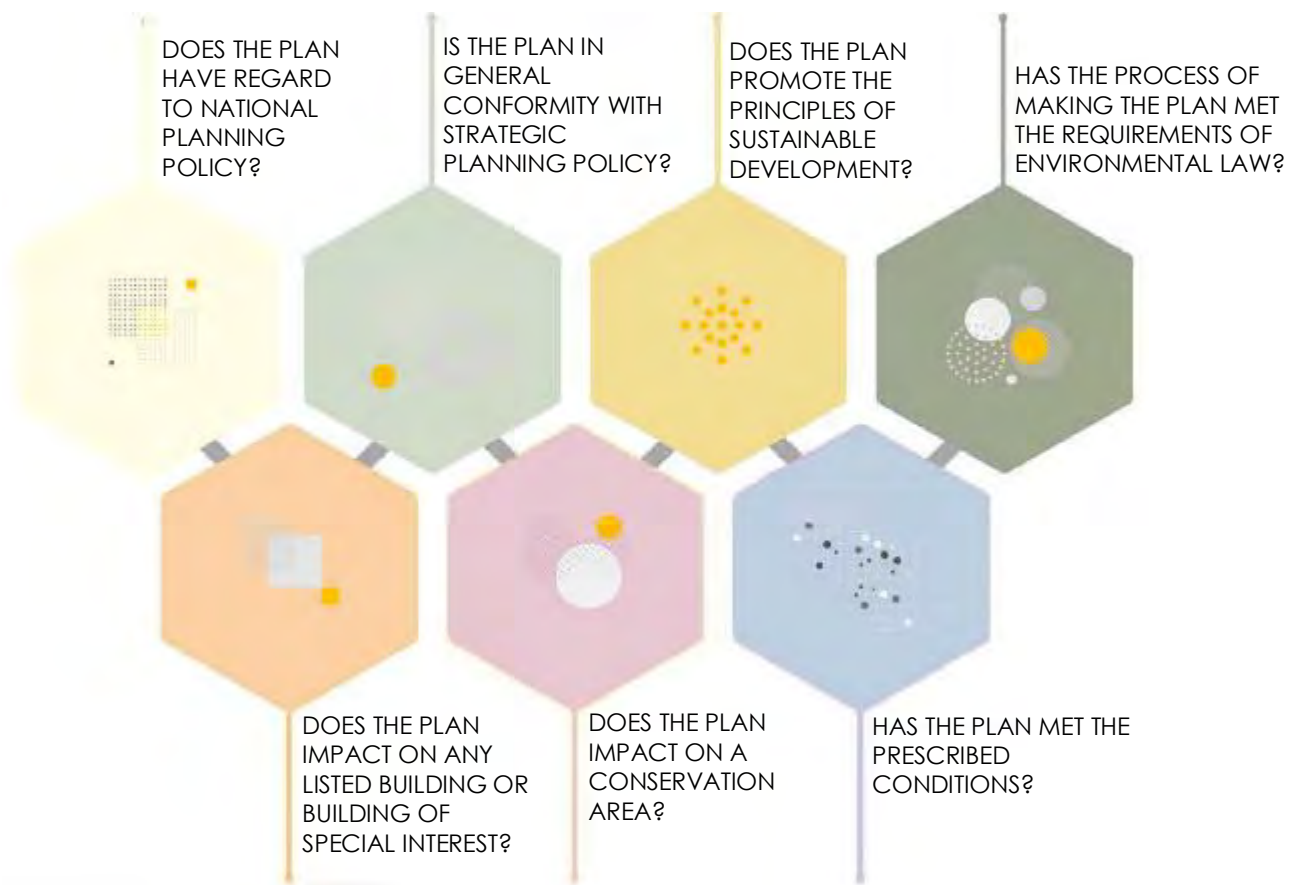 DOES THE PLAN
HAVE REGARD
TO NATIONAL
PLANNING
POLICY?
IS THE PLAN IN
GENERAL
CONFORMITY WITH
STRATEGIC
PLANNING POLICY?
DOES THE PLAN
PROMOTE THE
PRINCIPLES OF
SUSTAINABLE
DEVELOPMENT?
HAS THE PROCESS OF
MAKING THE PLAN MET
THE REQUIREMENTS OF
ENVIRONMENTAL LAW?
DOES THE PLAN
IMPACT ON ANY
LISTED BUILDING OR
BUILDING OF
SPECIAL INTEREST?
DOES THE PLAN
IMPACT ON A
CONSERVATION
AREA?
HAS THE PLAN MET THE
PRESCRIBED
CONDITIONS?